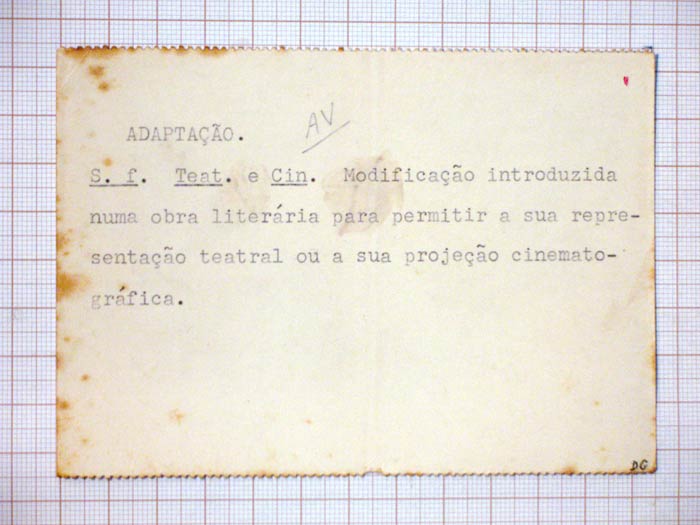 AV
ADAPTAÇÃO.
S. f. Teat. e Cin. Modificação introduzida
numa obra literária para permitir a sua repre-
sentação teatral ou a sua projeção cinemato-
gráfica.
DG